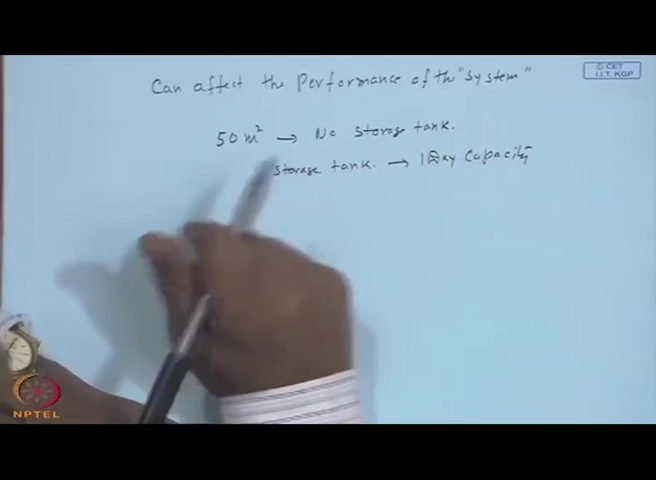 Can affect the Performance of the "System"
© CET
I.I.T. KGP
50 m² → No storage tank.
storage tank. → 1 Day Capacity
NPTEL